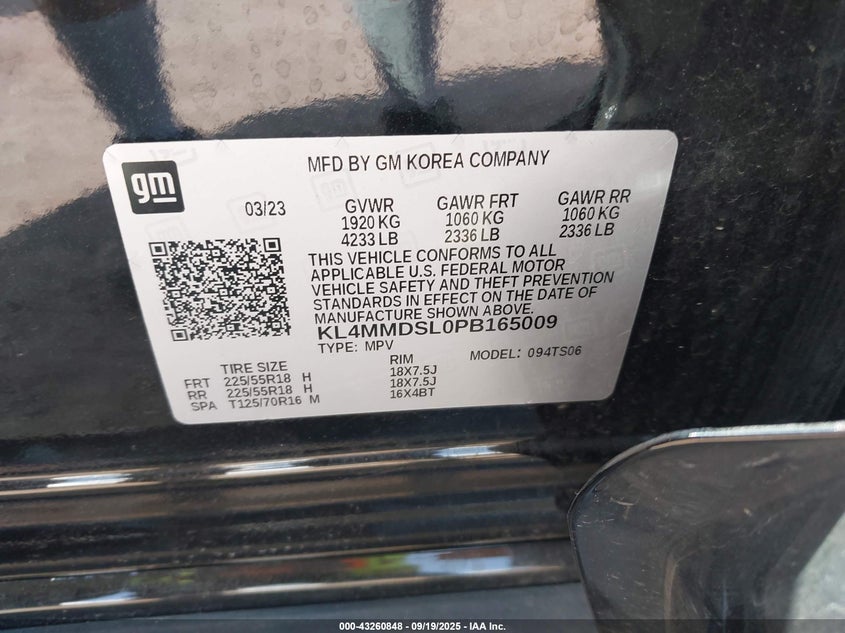 gm
MFD BY GM KOREA COMPANY
03/23
GVWR GAWR FRT GAWR RR
1920 KG 1060 KG 1060 KG
4233 LB 2336 LB 2336 LB
THIS VEHICLE CONFORMS TO ALL
APPLICABLE U.S. FEDERAL MOTOR
VEHICLE SAFETY AND THEFT PREVENTION
STANDARDS IN EFFECT ON THE DATE OF
MANUFACTURE SHOWN ABOVE.
KL4MMDSL0PB165009
TYPE: MPV MODEL: 094TS06
TIRE SIZE RIM
FRT 225/55R18 H 18X7.5J
RR 225/55R18 H 18X7.5J
SPA T125/70R16 M 16X4BT
000-43260848 - 09/19/2025 - IAA Inc.